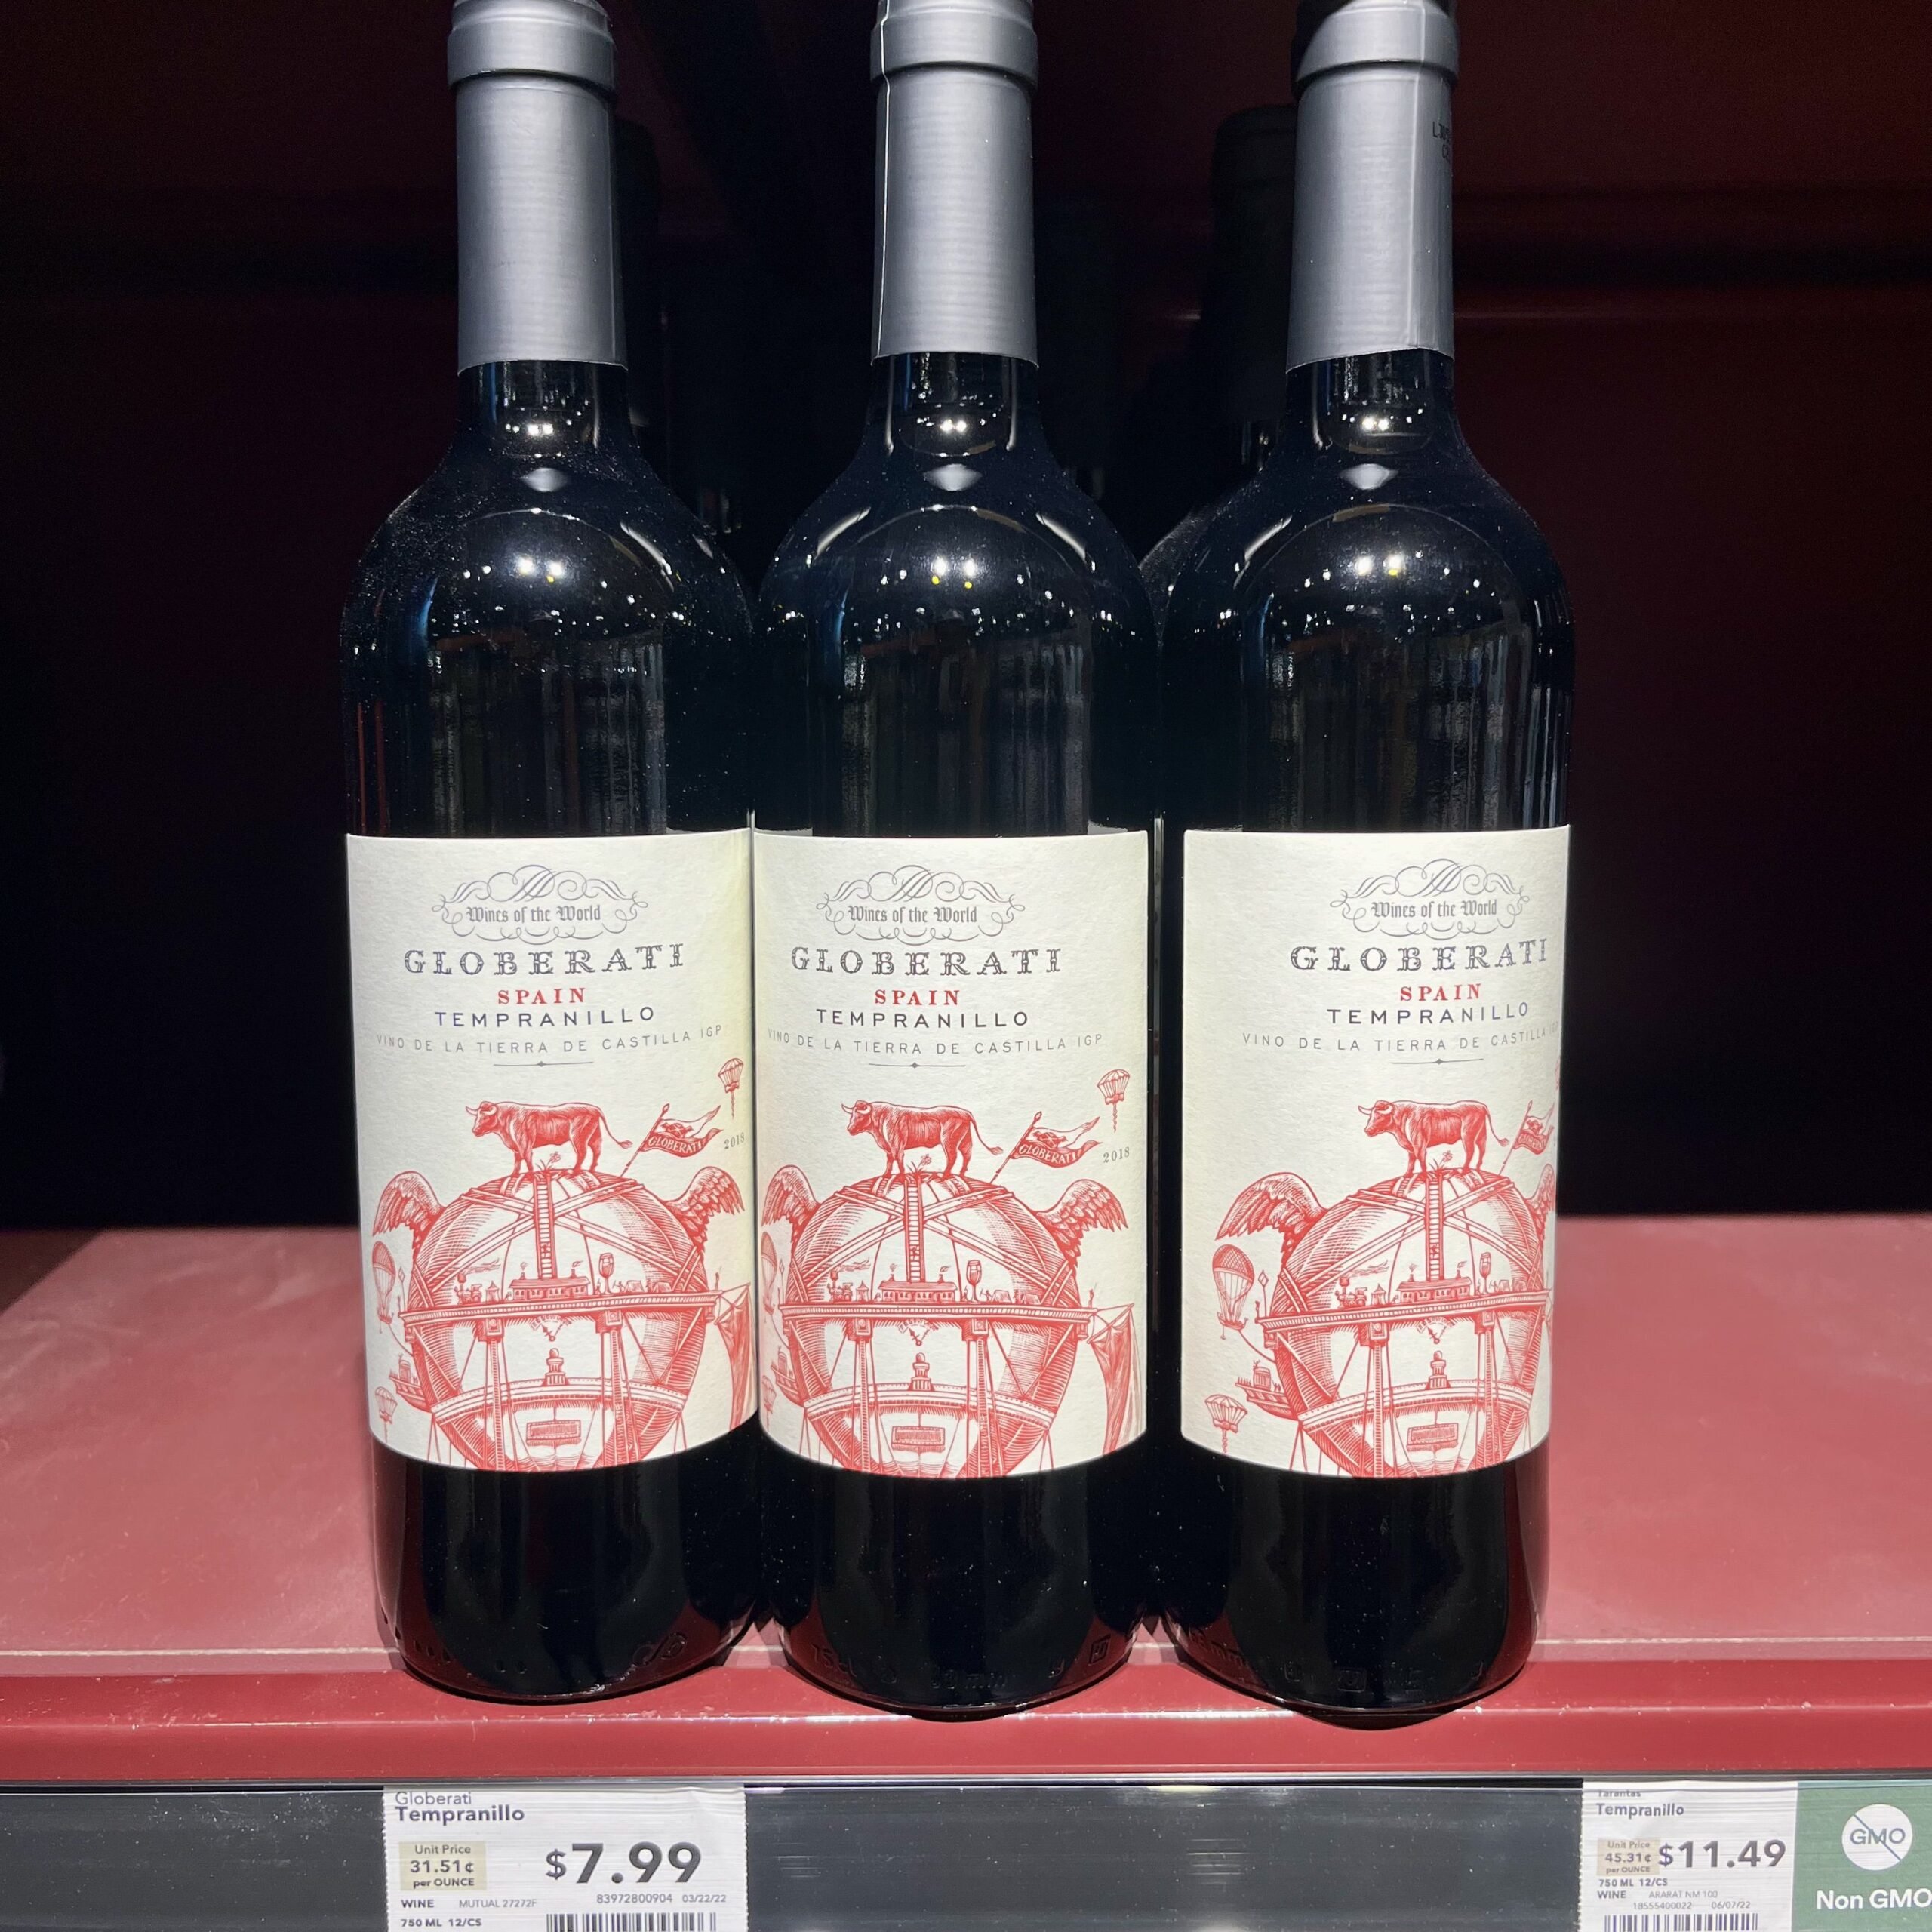 Wines of the World
GLOBERATI
SPAIN
TEMPRANILLO
VINO DE LA TIERRA DE CASTILLA IGP
GLOBERATI
2018
Wines of the World
GLOBERATI
SPAIN
TEMPRANILLO
VINO DE LA TIERRA DE CASTILLA IGP
GLOBERATI
2018
Wines of the World
GLOBERATI
SPAIN
TEMPRANILLO
VINO DE LA TIERRA DE CASTILLA
Globerati
Tempranillo
Unit Price
31.51¢
per OUNCE
$7.99
83972800904 03/22/22
WINE MUTUAL 27272F
750 ML 12/CS
Tarantas
Tempranillo
Unit Price
45.31¢
per OUNCE
$11.49
750 ML 12/CS
WINE ARARAT NM 100
18555400022 06/07/22
GMO
Non GMO